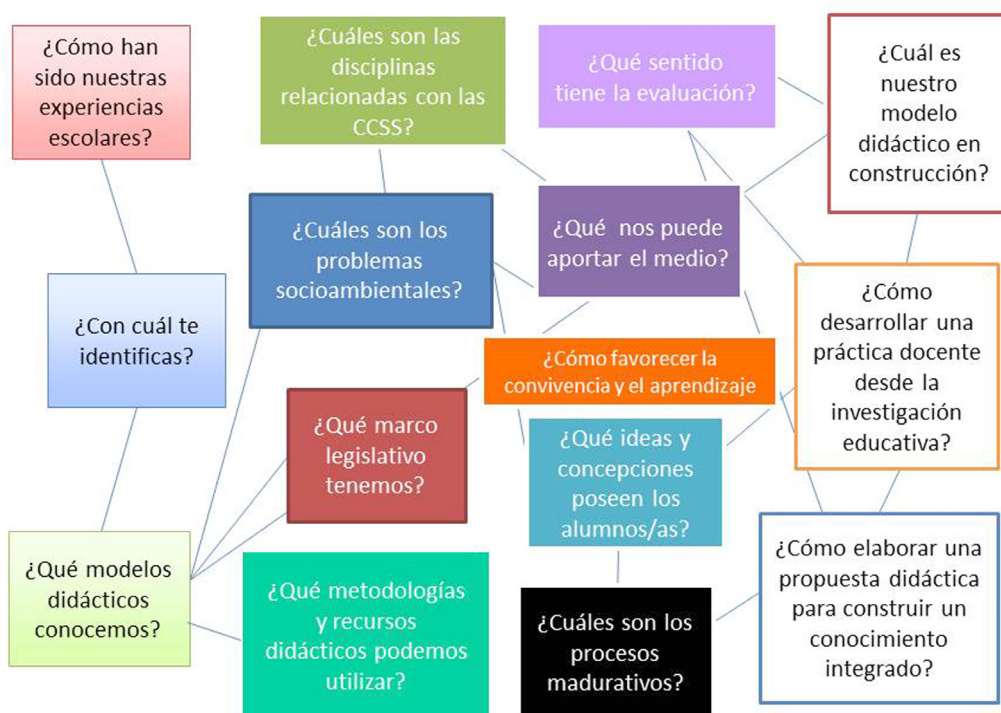 ¿Cómo han
sido nuestras
experiencias
escolares?
¿Cuáles son las
disciplinas
relacionadas con las
CCSS?
¿Qué sentido
tiene la evaluación?
¿Cuál es
nuestro
modelo
didáctico en
construcción?
¿Con cuál te
identificas?
¿Cuáles son los
problemas
socioambientales?
¿Qué nos puede
aportar el medio?
¿Cómo
desarrollar una
práctica docente
desde la
investigación
educativa?
¿Cómo favorecer la
convivencia y el aprendizaje
¿Qué marco
legislativo
tenemos?
¿Qué ideas y
concepciones
poseen los
alumnos/as?
¿Qué modelos
didácticos
conocemos?
¿Qué metodologías
y recursos
didácticos podemos
utilizar?
¿Cuáles son los
procesos
madurativos?
¿Cómo elaborar una
propuesta didáctica
para construir un
conocimiento
integrado?